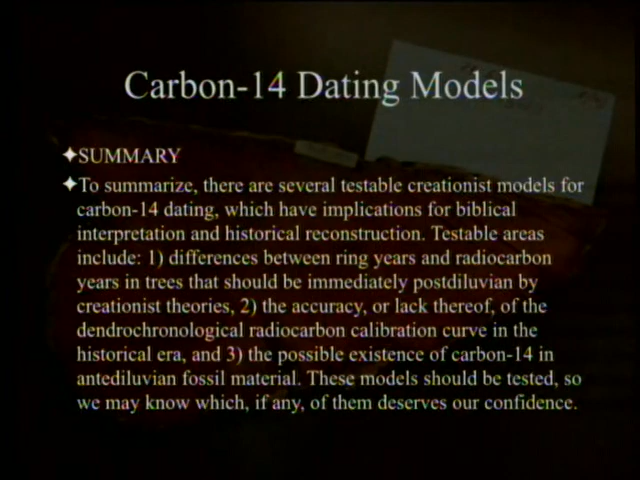 Carbon-14 Dating Models
✦SUMMARY
✦To summarize, there are several testable creationist models for
carbon-14 dating, which have implications for biblical
interpretation and historical reconstruction. Testable areas
include: 1) differences between ring years and radiocarbon
years in trees that should be immediately postdiluvian by
creationist theories, 2) the accuracy, or lack thereof, of the
dendrochronological radiocarbon calibration curve in the
historical era, and 3) the possible existence of carbon-14 in
antediluvian fossil material. These models should be tested, so
we may know which, if any, of them deserves our confidence.